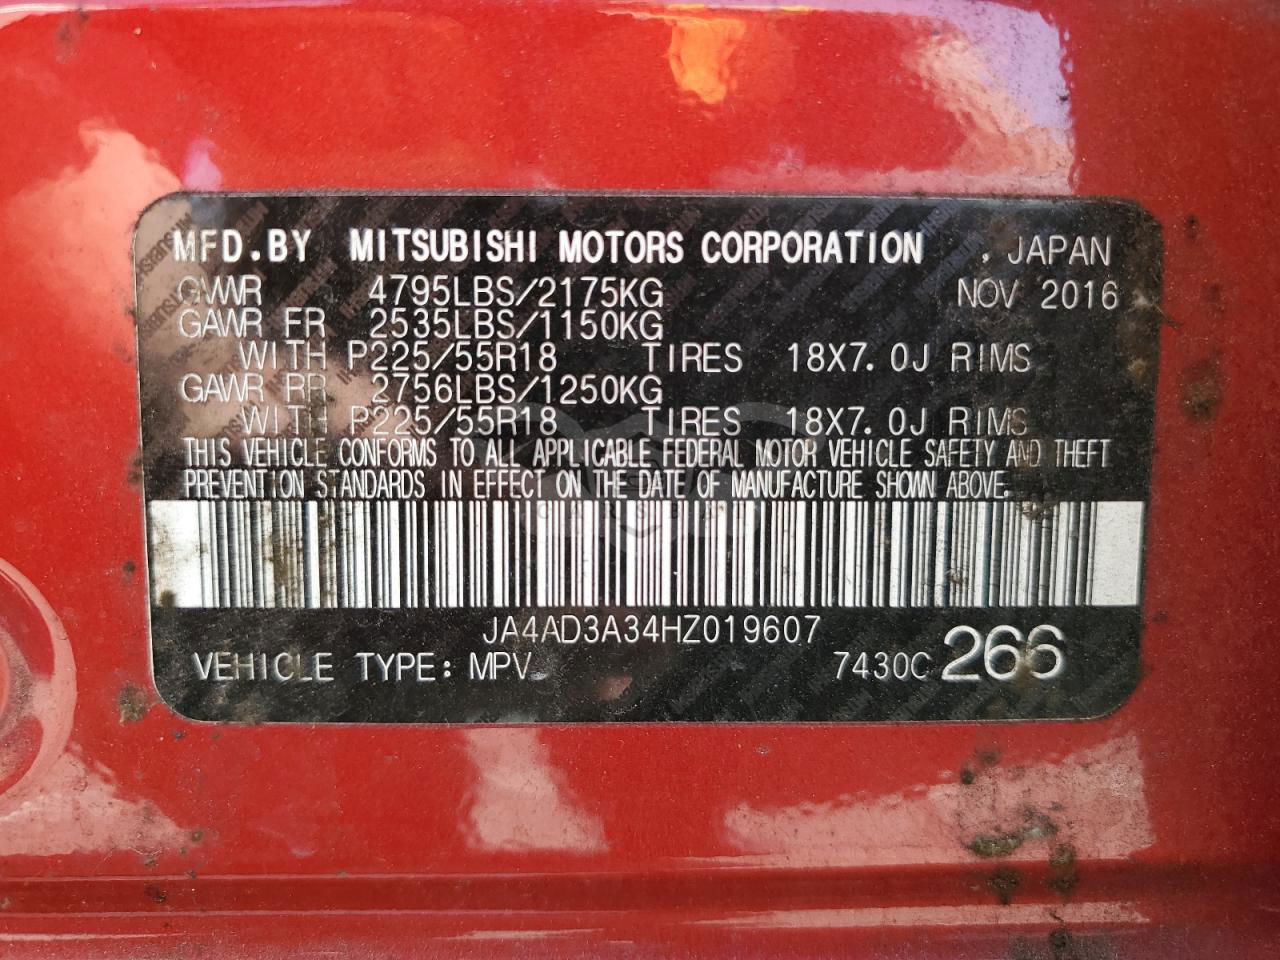 MFD.BY MITSUBISHI MOTORS CORPORATION , JAPAN
GVWR 4795LBS/2175KG NOV 2016
GAWR FR 2535LBS/1150KG
WITH P225/55R18 TIRES 18X7.0J RIMS
GAWR RR 2756LBS/1250KG
WITH P225/55R18 TIRES 18X7.0J RIMS
THIS VEHICLE CONFORMS TO ALL APPLICABLE FEDERAL MOTOR VEHICLE SAFETY AND THEFT
PREVENTION STANDARDS IN EFFECT ON THE DATE OF MANUFACTURE SHOWN ABOVE.
JA4AD3A34HZ019607
VEHICLE TYPE: MPV 7430C 266